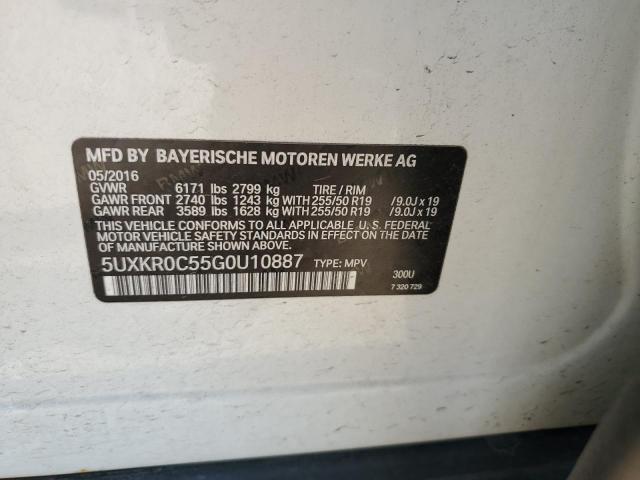 MFD BY BAYERISCHE MOTOREN WERKE AG
05/2016
GVWR 6171 lbs 2799 kg TIRE / RIM
GAWR FRONT 2740 lbs 1243 kg WITH 255/50 R19 /9.0J x 19
GAWR REAR 3589 lbs 1628 kg WITH 255/50 R19 /9.0J x 19
THIS VEHICLE CONFORMS TO ALL APPLICABLE U.S. FEDERAL
MOTOR VEHICLE SAFETY STANDARDS IN EFFECT ON THE
DATE OF MANUFACTURE SHOWN ABOVE.
5UXKR0C55G0U10887 TYPE: MPV
300U
7 320 729